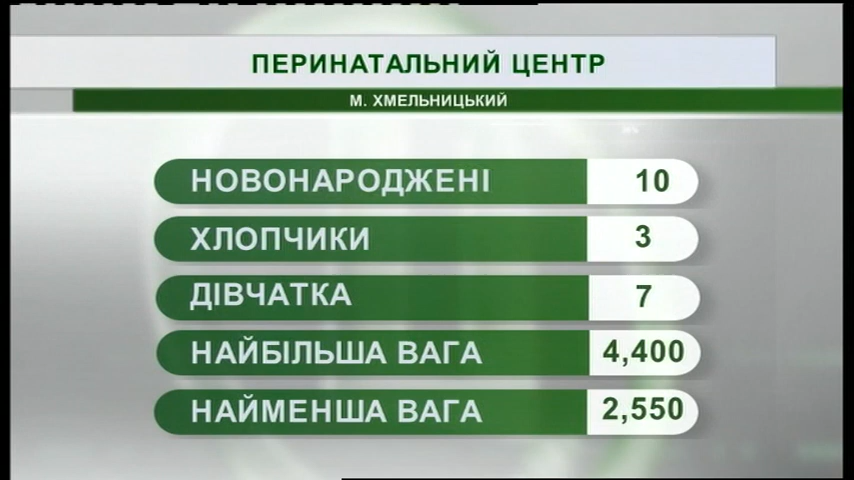 ПЕРИНАТАЛЬНИЙ ЦЕНТР
М. ХМЕЛЬНИЦЬКИЙ
НОВОНАРОДЖЕНІ 10
ХЛОПЧИКИ 3
ДІВЧАТКА 7
НАЙБІЛЬША ВАГА 4,400
НАЙМЕНША ВАГА 2,550